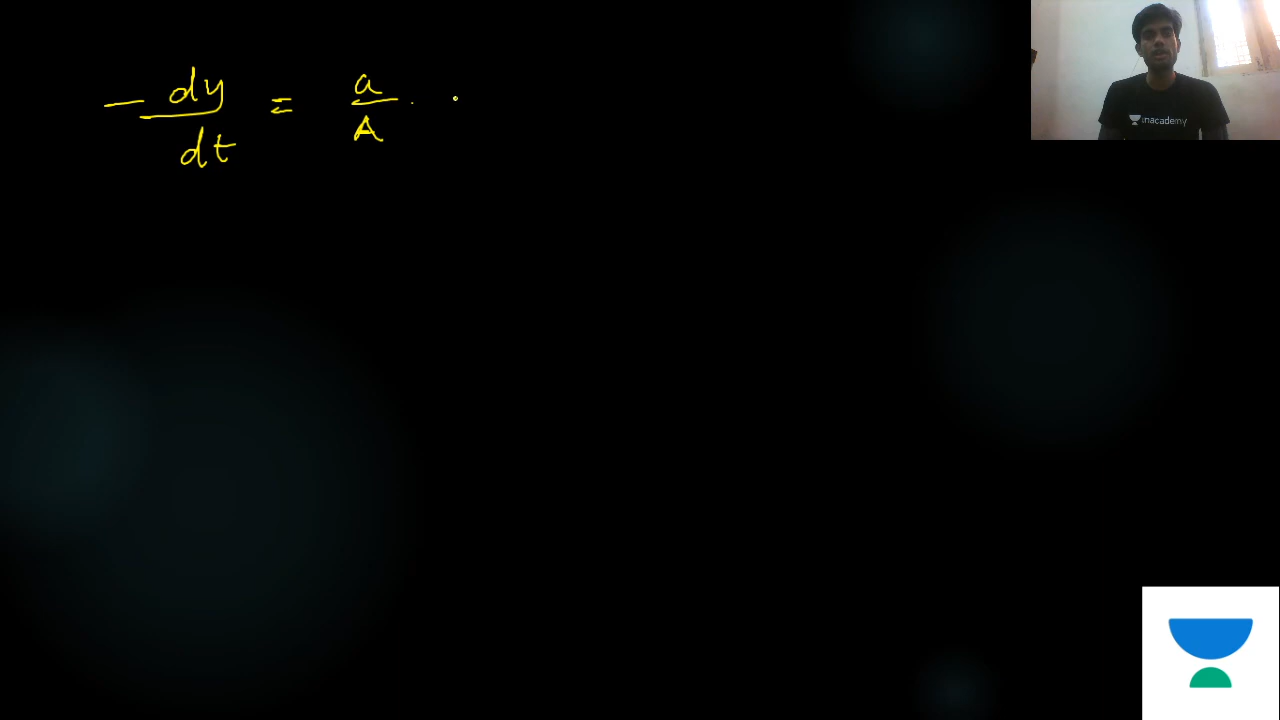 - dy/dt = a/A .
unacademy